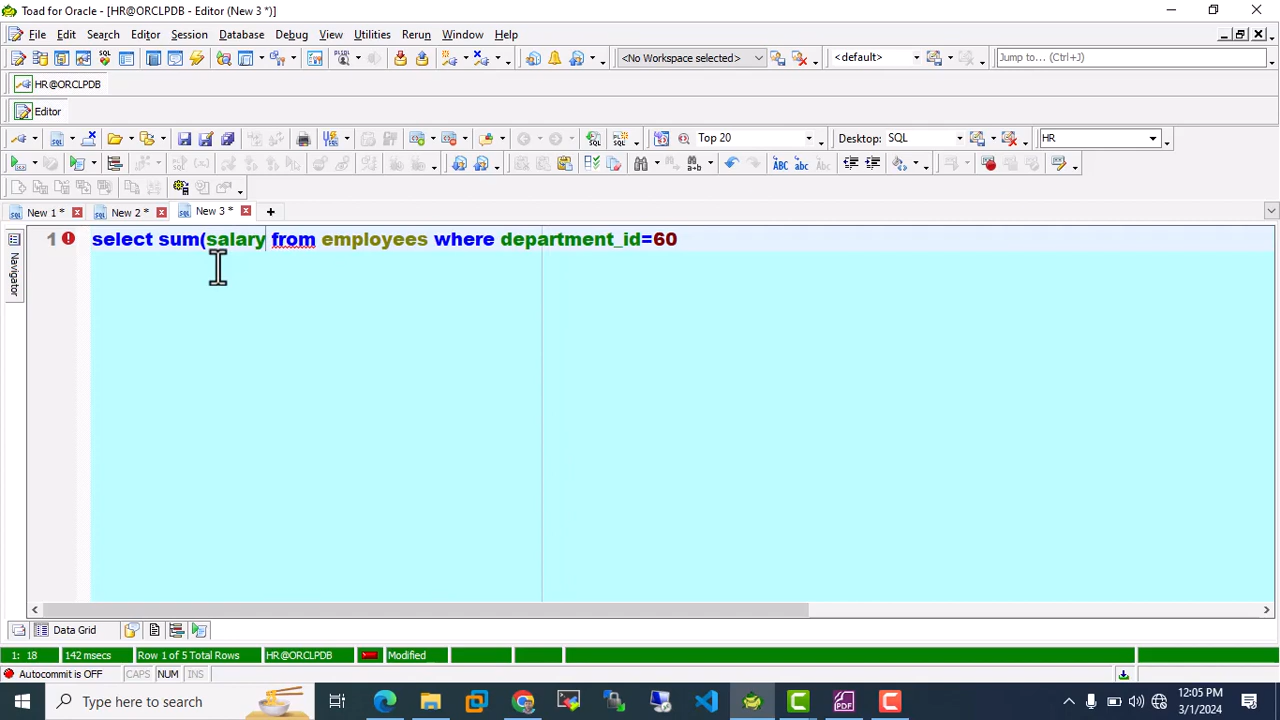 Toad for Oracle - [HR@ORCLPDB - Editor (New 3 *)]
File Edit Search Editor Session Database Debug View Utilities Rerun Window Help
<No Workspace selected> <default> Jump to... (Ctrl+J)
HR@ORCLPDB
Editor
Top 20 Desktop: SQL HR
New 1 * New 2 * New 3 *
1 select sum(salary from employees where department_id=60
Navigator
Data Grid
1: 18 142 msecs Row 1 of 5 Total Rows HR@ORCLPDB Modified
Autocommit is OFF CAPS NUM INS
Type here to search 12:05 PM
3/1/2024